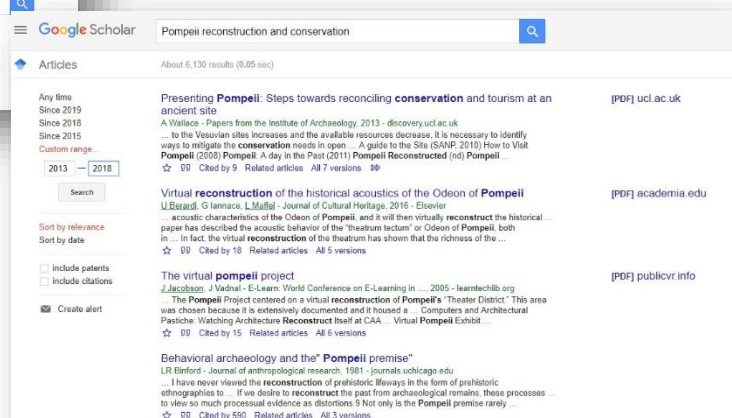 Google Scholar
Pompeii reconstruction and conservation
Articles
About 6,130 results (0.05 sec)
Any time
Since 2019
Since 2018
Since 2015
Custom range...
2013 — 2018
Search
Sort by relevance
Sort by date
include patents
include citations
Create alert
Presenting Pompeii: Steps towards reconciling conservation and tourism at an
ancient site
[PDF] ucl.ac.uk
A Wallace - Papers from the Institute of Archaeology, 2013 - discovery.ucl.ac.uk
... to the Vesuvian sites increases and the available resources decrease, it is necessary to identify
ways to mitigate the conservation needs in open ... A guide to the Site (SANP, 2010) How to Visit
Pompeii (2008) Pompeii: A day in the Past (2011) Pompeii Reconstructed (nd) Pompeii ...
Cited by 9 Related articles All 7 versions
Virtual reconstruction of the historical acoustics of the Odeon of Pompeii
[PDF] academia.edu
U Berardi, G Iannace, L Maffei - Journal of Cultural Heritage, 2016 - Elsevier
... acoustic characteristics of the Odeon of Pompeii, and it will then virtually reconstruct the historical ...
paper has described the acoustic behavior of the "theatrum tectum" or Odeon of Pompeii, both
in ... In fact, the virtual reconstruction of the theatrum has shown that the richness of the ...
Cited by 18 Related articles All 5 versions
The virtual pompeii project
[PDF] publicvr.info
J Jacobson, J Vadnal - E-Learn: World Conference on E-Learning in ..., 2005 - learntechlib.org
... The Pompeii Project centered on a virtual reconstruction of Pompeii's "Theater District." This area
was chosen because it is extensively documented and it housed a ... Computers and Architectural
Pastiche: Watching Architecture Reconstruct Itself at CAA ... Virtual Pompeii Exhibit ...
Cited by 15 Related articles All 6 versions
Behavioral archaeology and the" Pompeii premise"
LR Binford - Journal of anthropological research, 1981 - journals.uchicago.edu
... I have never viewed the reconstruction of prehistoric lifeways in the form of prehistoric
ethnographies to ... If we desire to reconstruct the past from archaeological remains, these processes ...
to view so much processual evidence as distortions.9 Not only is the Pompeii premise rarely ...
Cited by 590 Related articles All 3 versions